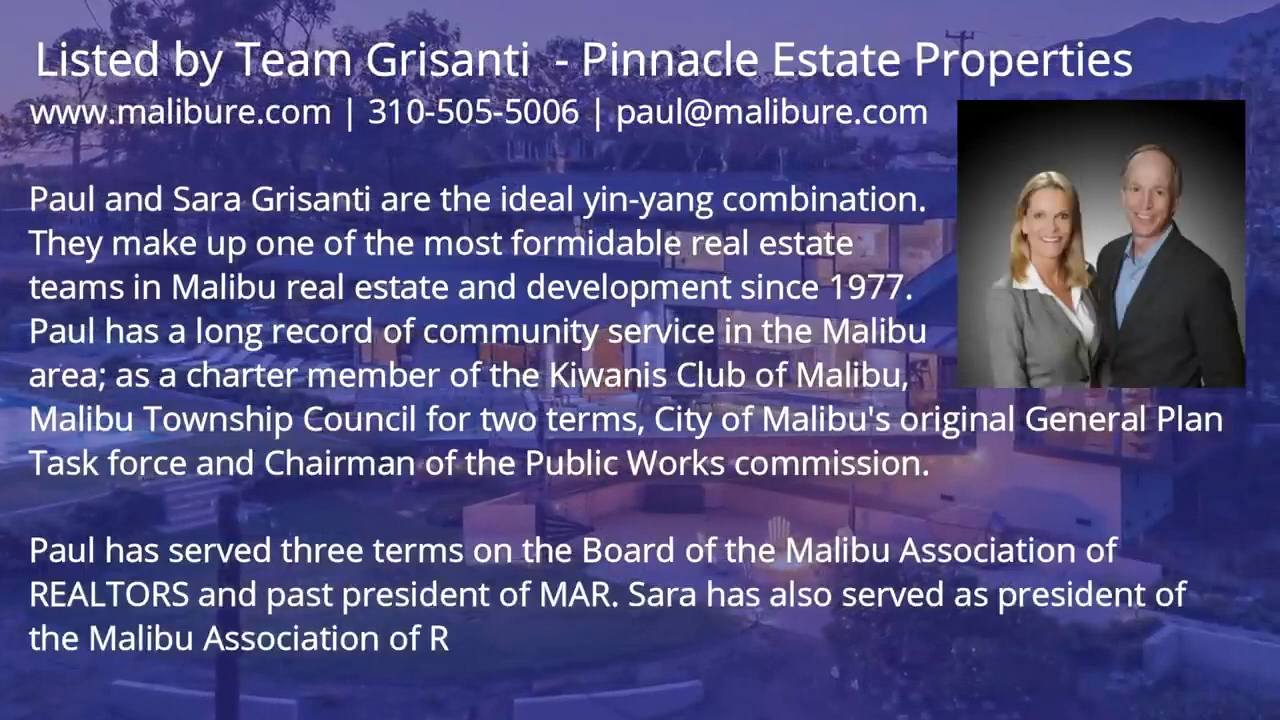 Listed by Team Grisanti - Pinnacle Estate Properties
www.malibure.com | 310-505-5006 | paul@malibure.com
Paul and Sara Grisanti are the ideal yin-yang combination.
They make up one of the most formidable real estate
teams in Malibu real estate and development since 1977.
Paul has a long record of community service in the Malibu
area; as a charter member of the Kiwanis Club of Malibu,
Malibu Township Council for two terms, City of Malibu's original General Plan
Task force and Chairman of the Public Works commission.
Paul has served three terms on the Board of the Malibu Association of
REALTORS and past president of MAR. Sara has also served as president of
the Malibu Association of R